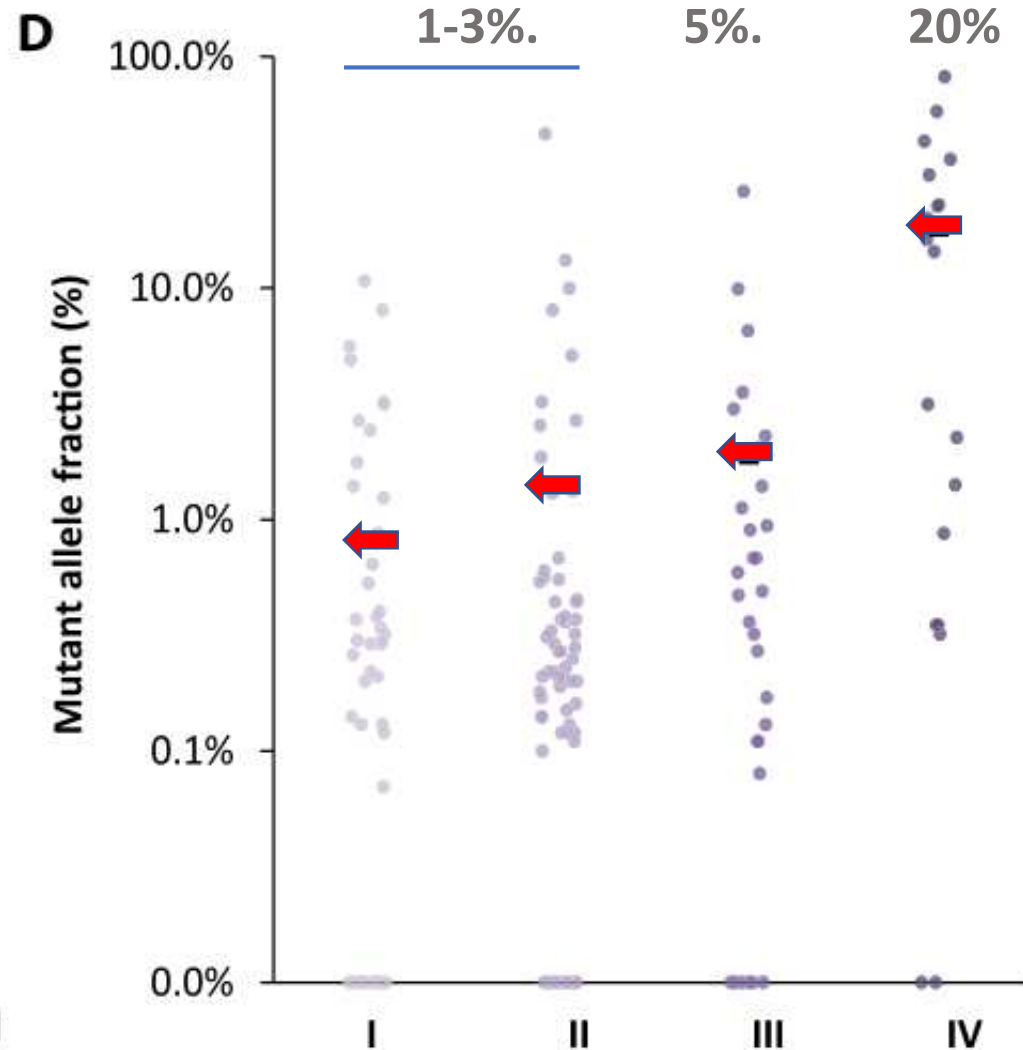 D
1-3%. 5%. 20%
100.0%
10.0%
1.0%
0.1%
0.0%
Mutant allele fraction (%)
I II III IV